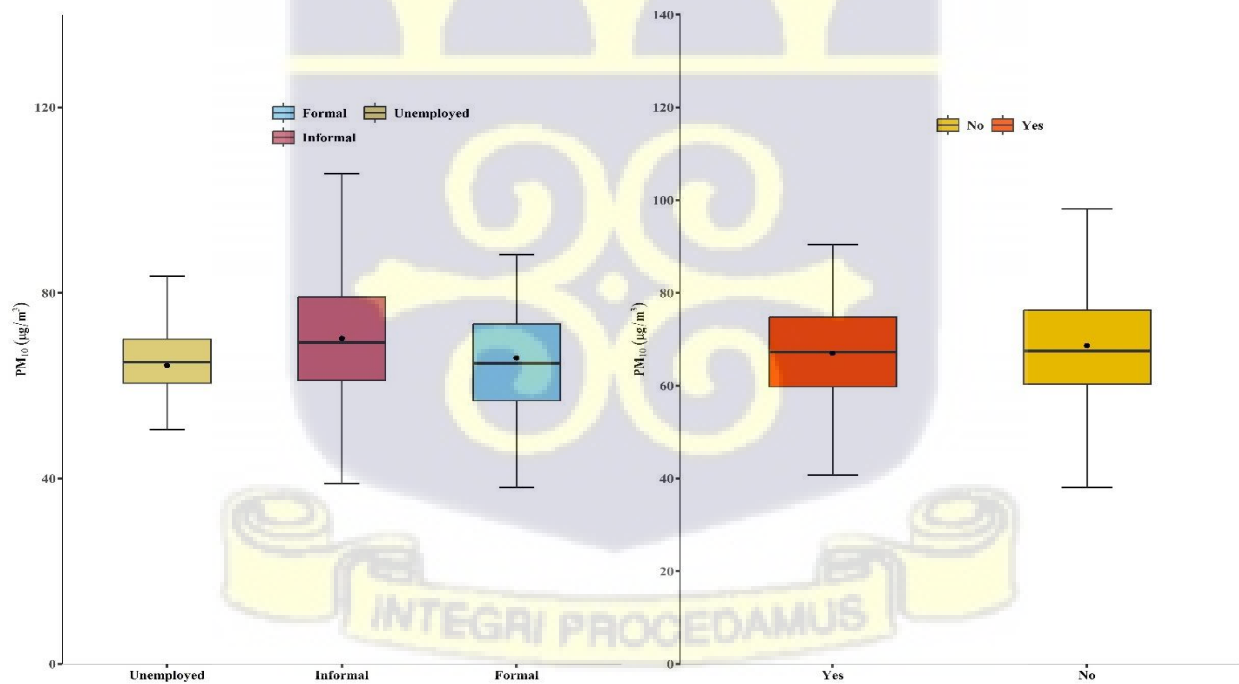 140
120
120
Formal Unemployed
Informal
No Yes
100
80
80
PM₁₀ (µg/m³)
PM₁₀ (µg/m³)
60
40
40
20
INTEGRI PROCEDAMUS
0
0
Unemployed Informal Formal Yes No